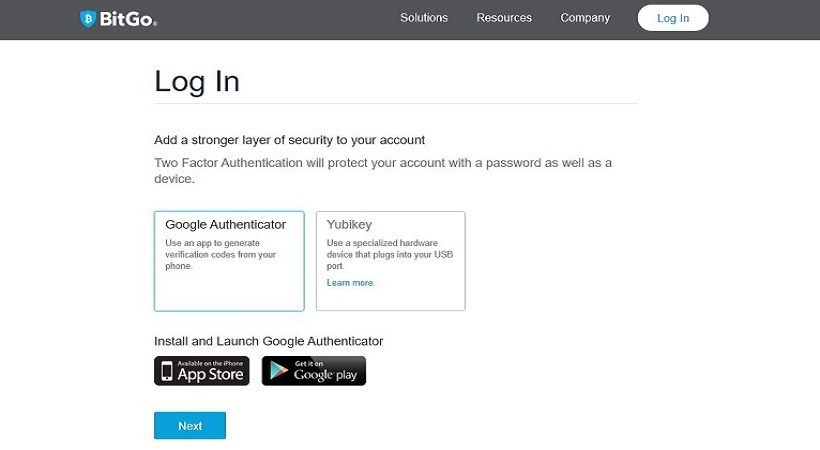 BitGo®
Solutions Resources Company Log In
Log In
Add a stronger layer of security to your account
Two Factor Authentication will protect your account with a password as well as a
device.
Google Authenticator
Use an app to generate
verification codes from your
phone.
Yubikey
Use a specialized hardware
device that plugs into your USB
port.
Learn more.
Install and Launch Google Authenticator
Available on the iPhone
App Store
Get it on
Google play
Next